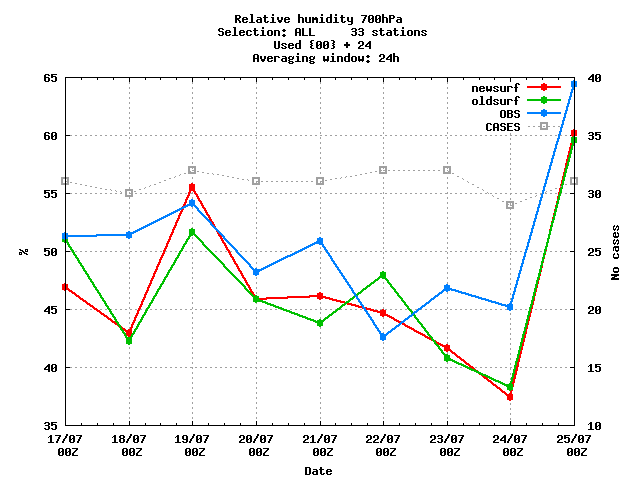 Relative humidity 700hPa
Selection: ALL 33 stations
Used {00} + 24
Averaging window: 24h
65
60
55
50
45
40
35
%
40
35
30
25
20
15
10
No cases
newsurf
oldsurf
OBS
CASES
17/07 18/07 19/07 20/07 21/07 22/07 23/07 24/07 25/07
00Z 00Z 00Z 00Z 00Z 00Z 00Z 00Z 00Z
Date